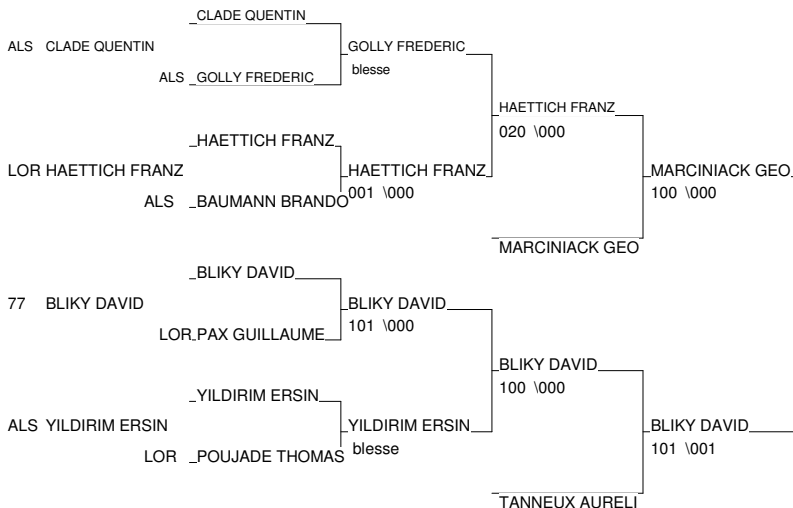 CLADE QUENTIN
ALS CLADE QUENTIN
GOLLY FREDERIC
blesse
ALS GOLLY FREDERIC
HAETTICH FRANZ
020 \000
HAETTICH FRANZ
LOR HAETTICH FRANZ
HAETTICH FRANZ
001 \000
MARCINIACK GEO
100 \000
ALS BAUMANN BRANDO
MARCINIACK GEO
BLIKY DAVID
77 BLIKY DAVID
BLIKY DAVID
101 \000
LOR PAX GUILLAUME
BLIKY DAVID
100 \000
YILDIRIM ERSIN
ALS YILDIRIM ERSIN
YILDIRIM ERSIN
blesse
BLIKY DAVID
101 \001
LOR POUJADE THOMAS
TANNEUX AURELI